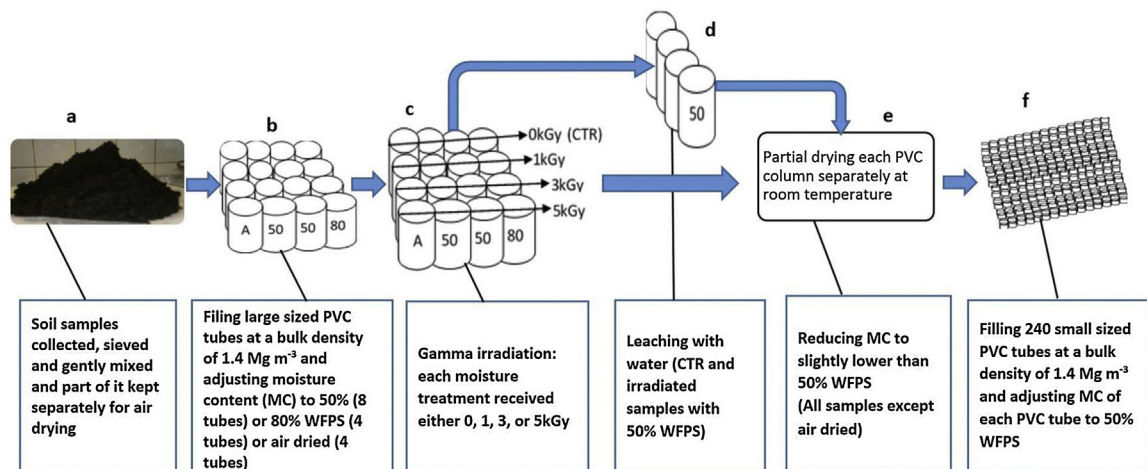 a
b
c
d
e
f
A
50
50
80
0kGy (CTR)
1kGy
3kGy
5kGy
A
50
50
80
50
Partial drying each PVC
column separately at
room temperature
Soil samples
collected, sieved
and gently mixed
and part of it kept
separately for air
drying
Filing large sized PVC
tubes at a bulk density
of 1.4 Mg m⁻³ and
adjusting moisture
content (MC) to 50% (8
tubes) or 80% WFPS (4
tubes) or air dried (4
tubes)
Gamma irradiation:
each moisture
treatment received
either 0, 1, 3, or 5kGy
Leaching with
water (CTR and
irradiated
samples with
50% WFPS)
Reducing MC to
slightly lower than
50% WFPS
(All samples except
air dried)
Filling 240 small sized
PVC tubes at a bulk
density of 1.4 Mg m⁻³
and adjusting MC of
each PVC tube to 50%
WFPS